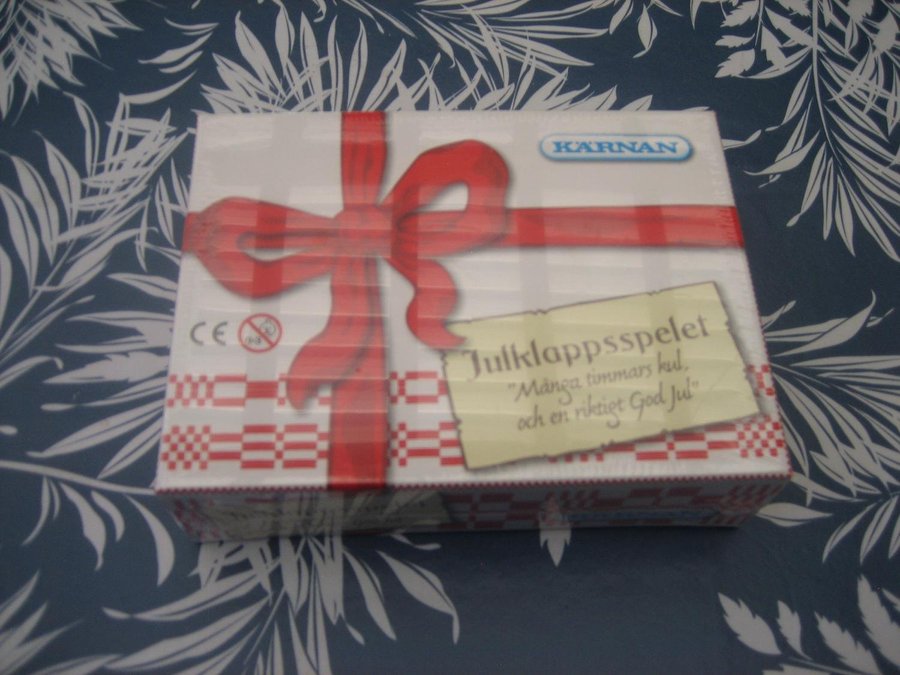 KÄRNAN
CE
Julklappsspelet
"Många timmars kul,
och en riktigt God Jul"